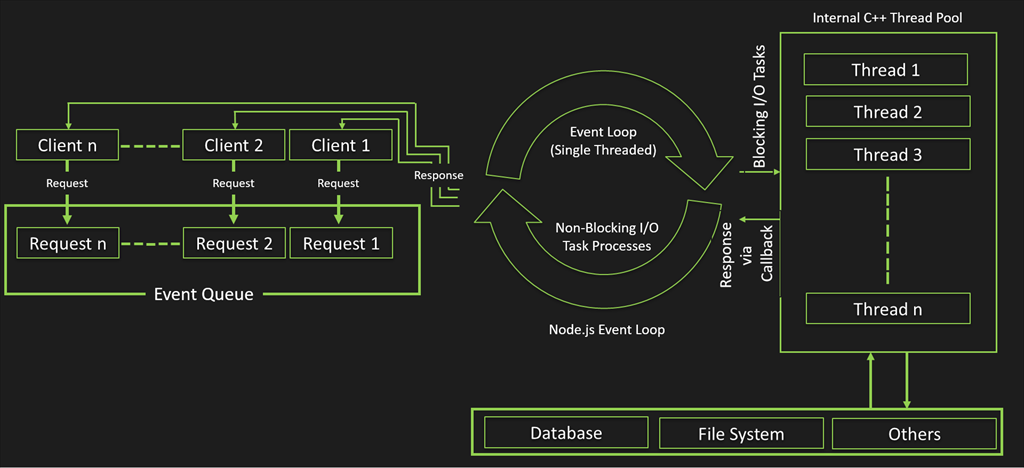 Internal C++ Thread Pool
Client n
Client 2
Client 1
Request
Request
Request
Response
Request n
Request 2
Request 1
Event Queue
Event Loop
(Single Threaded)
Non-Blocking I/O
Task Processes
Node.js Event Loop
Blocking I/O Tasks
Response
via
Callback
Thread 1
Thread 2
Thread 3
Thread n
Database
File System
Others